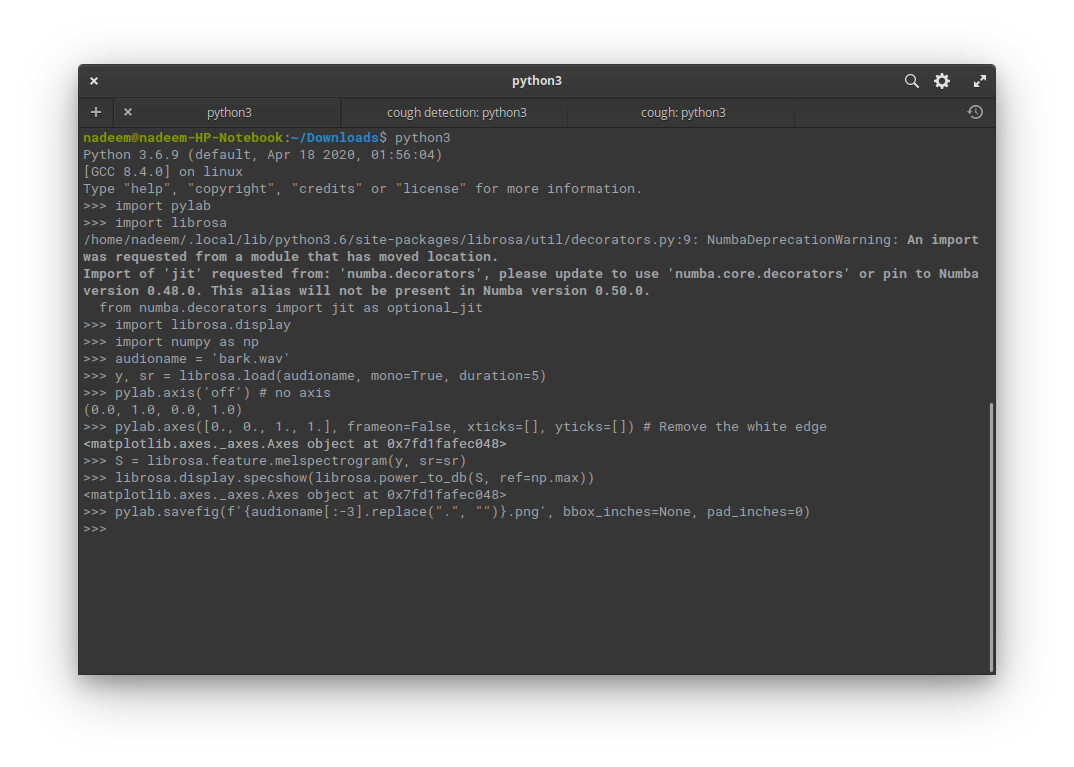 python3
python3
cough detection: python3
cough: python3
nadeem@nadeem-HP-Notebook:~/Downloads$ python3
Python 3.6.9 (default, Apr 18 2020, 01:56:04)
[GCC 8.4.0] on linux
Type "help", "copyright", "credits" or "license" for more information.
>>> import pylab
>>> import librosa
/home/nadeem/.local/lib/python3.6/site-packages/librosa/util/decorators.py:9: NumbaDeprecationWarning: An import
was requested from a module that has moved location.
Import of 'jit' requested from: 'numba.decorators', please update to use 'numba.core.decorators' or pin to Numba
version 0.48.0. This alias will not be present in Numba version 0.50.0.
  from numba.decorators import jit as optional_jit
>>> import librosa.display
>>> import numpy as np
>>> audioname = 'bark.wav'
>>> y, sr = librosa.load(audioname, mono=True, duration=5)
>>> pylab.axis('off') # no axis
(0.0, 1.0, 0.0, 1.0)
>>> pylab.axes([0., 0., 1., 1.], frameon=False, xticks=[], yticks=[]) # Remove the white edge
<matplotlib.axes._axes.Axes object at 0x7fd1fafec048>
>>> S = librosa.feature.melspectrogram(y, sr=sr)
>>> librosa.display.specshow(librosa.power_to_db(S, ref=np.max))
<matplotlib.axes._axes.Axes object at 0x7fd1fafec048>
>>> pylab.savefig(f'{audioname[:-3].replace(".", "")}.png', bbox_inches=None, pad_inches=0)
>>>